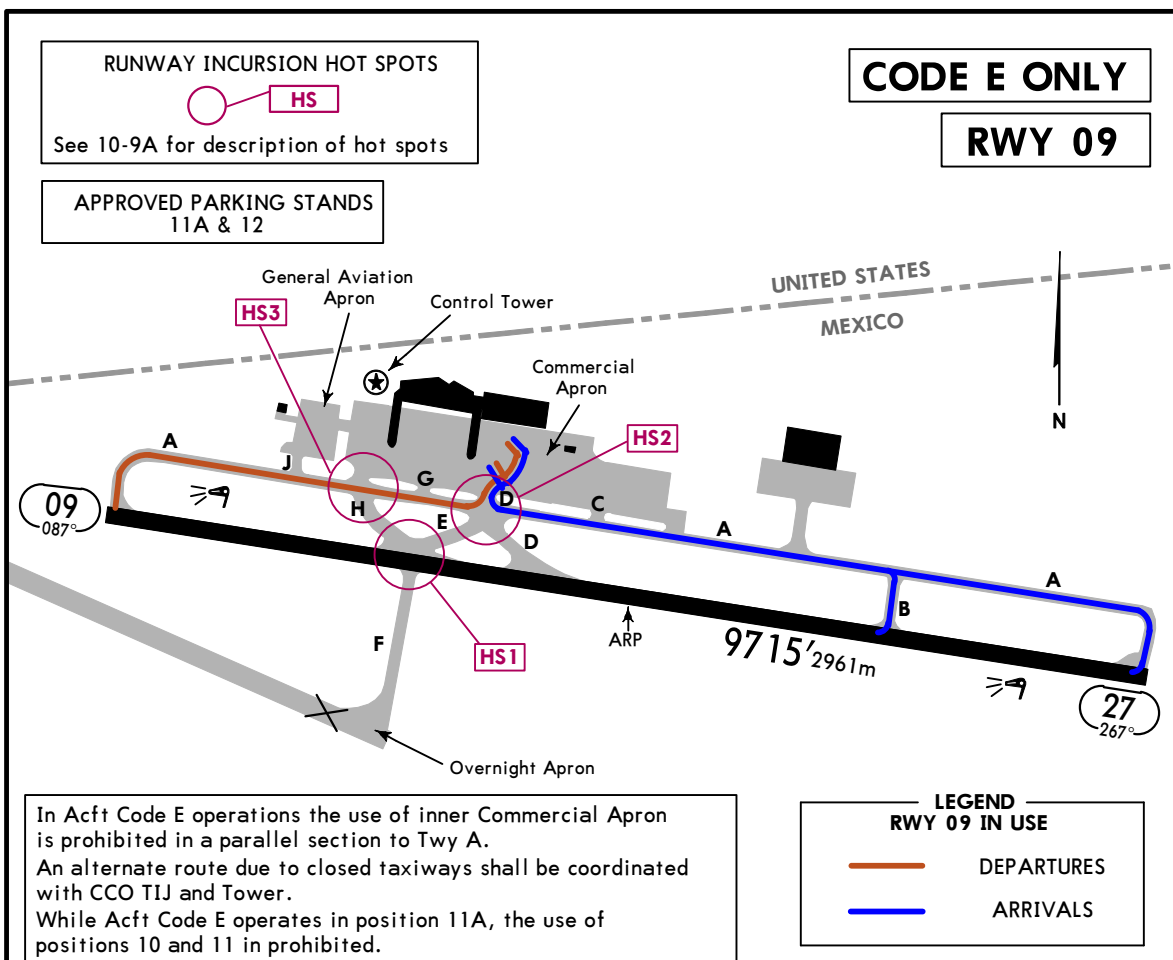 RUNWAY INCURSION HOT SPOTS
HS
See 10-9A for description of hot spots
CODE E ONLY
RWY 09
APPROVED PARKING STANDS
11A & 12
UNITED STATES
MEXICO
General Aviation
Apron
Control Tower
HS3
Commercial
Apron
N
HS2
A
J
G
D
C
H
E
D
A
A
09
087°
B
F
ARP
HS1
9715' 2961m
27
267°
Overnight Apron
In Acft Code E operations the use of inner Commercial Apron
is prohibited in a parallel section to Twy A.
An alternate route due to closed taxiways shall be coordinated
with CCO TIJ and Tower.
While Acft Code E operates in position 11A, the use of
positions 10 and 11 in prohibited.
LEGEND
RWY 09 IN USE
DEPARTURES
ARRIVALS